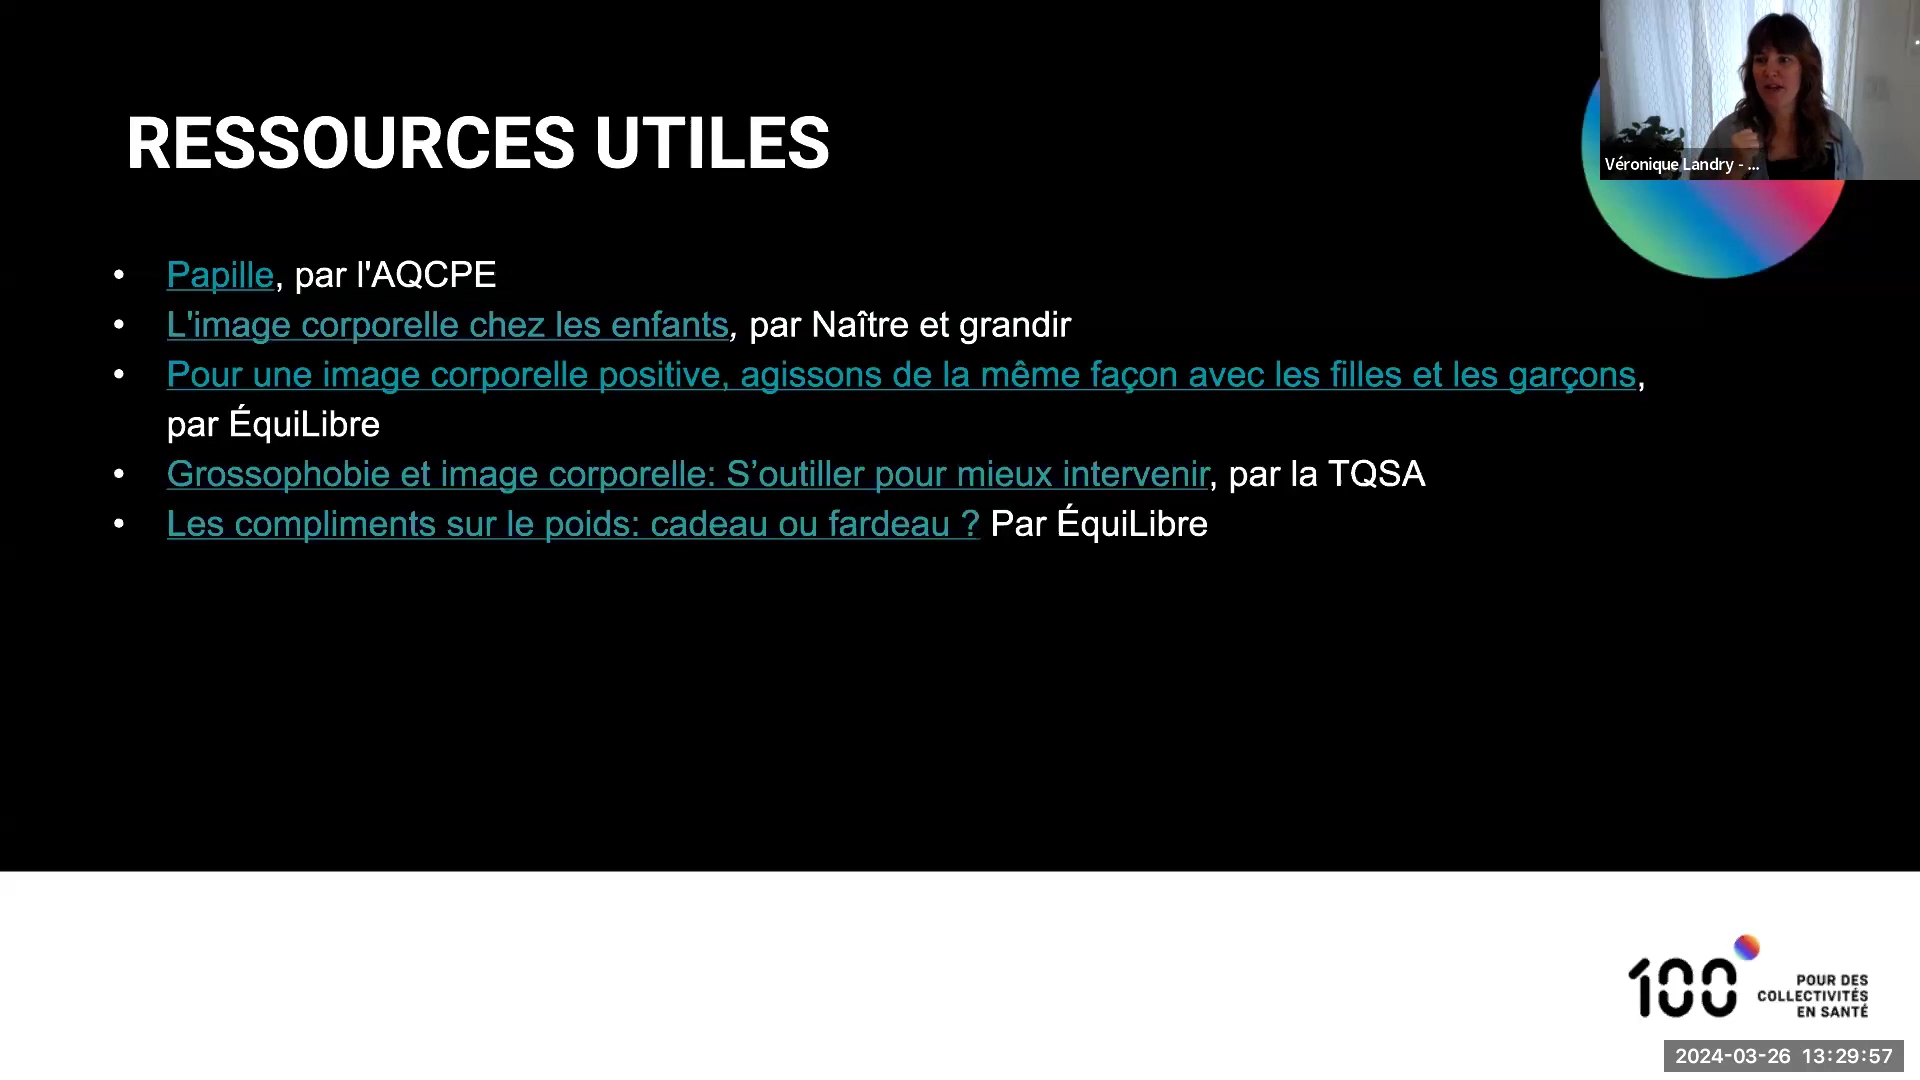 RESSOURCES UTILES
Véronique Landry - ...
• Papille, par l'AQCPE
• L'image corporelle chez les enfants, par Naître et grandir
• Pour une image corporelle positive, agissons de la même façon avec les filles et les garçons,
par ÉquiLibre
• Grossophobie et image corporelle: S’outiller pour mieux intervenir, par la TQSA
• Les compliments sur le poids: cadeau ou fardeau ? Par ÉquiLibre
100°
POUR DES
COLLECTIVITÉS
EN SANTÉ
2024-03-26 13:29:57